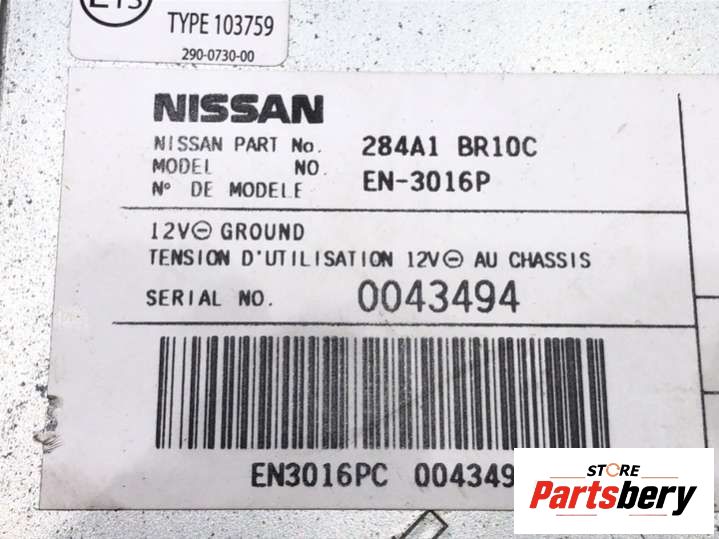 TYPE 103759
290-0730-00
NISSAN
NISSAN PART No. 284A1 BR10C
MODEL NO. EN-3016P
N° DE MODELE
12V⊖ GROUND
TENSION D'UTILISATION 12V⊖ AU CHASSIS
SERIAL NO. 0043494
EN3016PC
STORE
Partsbery